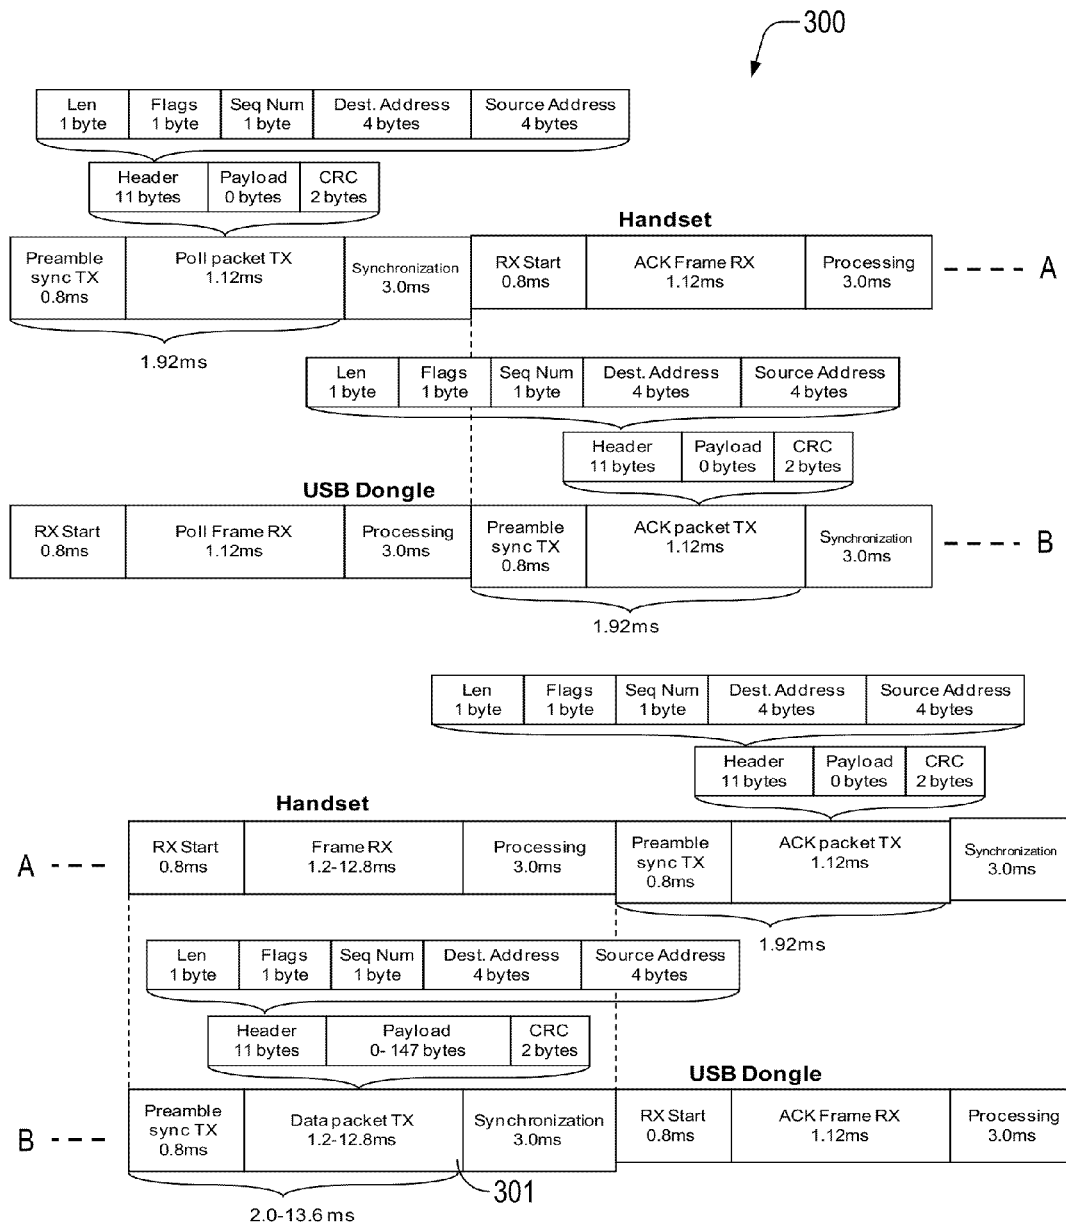 300
Len Flags Seq Num Dest. Address Source Address
1 byte 1 byte 1 byte 4 bytes 4 bytes
Header Payload CRC
11 bytes 0 bytes 2 bytes
Handset
Preamble sync TX 0.8ms
Poll packet TX 1.12ms
Synchronization 3.0ms
RX Start 0.8ms
ACK Frame RX 1.12ms
Processing 3.0ms
A
1.92ms
Len Flags Seq Num Dest. Address Source Address
1 byte 1 byte 1 byte 4 bytes 4 bytes
Header Payload CRC
11 bytes 0 bytes 2 bytes
USB Dongle
RX Start 0.8ms
Poll Frame RX 1.12ms
Processing 3.0ms
Preamble sync TX 0.8ms
ACK packet TX 1.12ms
Synchronization 3.0ms
B
1.92ms
Len Flags Seq Num Dest. Address Source Address
1 byte 1 byte 1 byte 4 bytes 4 bytes
Header Payload CRC
11 bytes 0 bytes 2 bytes
Handset
A
RX Start 0.8ms
Frame RX 1.2-12.8ms
Processing 3.0ms
Preamble sync TX 0.8ms
ACK packet TX 1.12ms
Synchronization 3.0ms
1.92ms
Len Flags Seq Num Dest. Address Source Address
1 byte 1 byte 1 byte 4 bytes 4 bytes
Header Payload CRC
11 bytes 0- 147 bytes 2 bytes
USB Dongle
B
Preamble sync TX 0.8ms
Data packet TX 1.2-12.8ms
Synchronization 3.0ms
RX Start 0.8ms
ACK Frame RX 1.12ms
Processing 3.0ms
301
2.0-13.6 ms